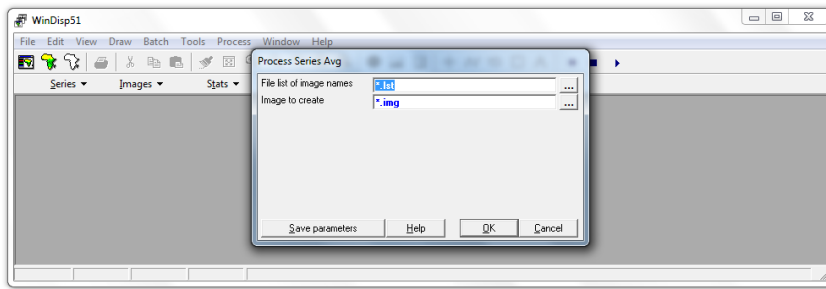 WinDisp51
File Edit View Draw Batch Tools Process Window Help
Series Images Stats
Process Series Avg
File list of image names *.lst ...
Image to create *.img ...
Save parameters Help OK Cancel